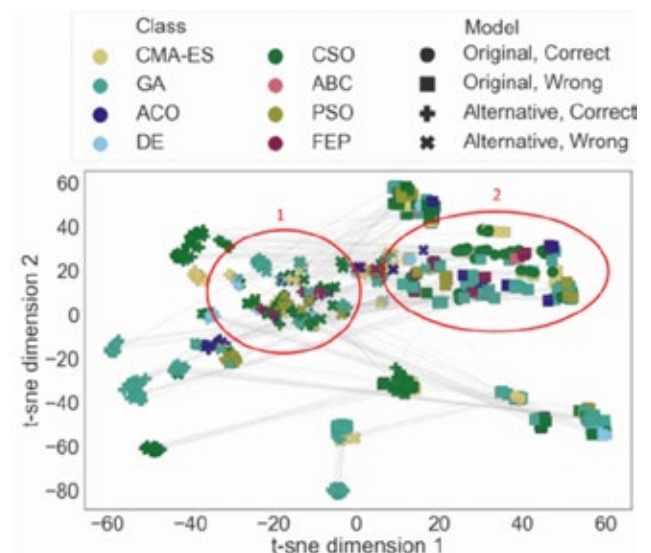 Class Model
CMA-ES CSO Original, Correct
GA ABC Original, Wrong
ACO PSO Alternative, Correct
DE FEP Alternative, Wrong
60
40
20
0
−20
−40
−60
−80
t-sne dimension 2
1
2
−60 −40 −20 0 20 40 60
t-sne dimension 1